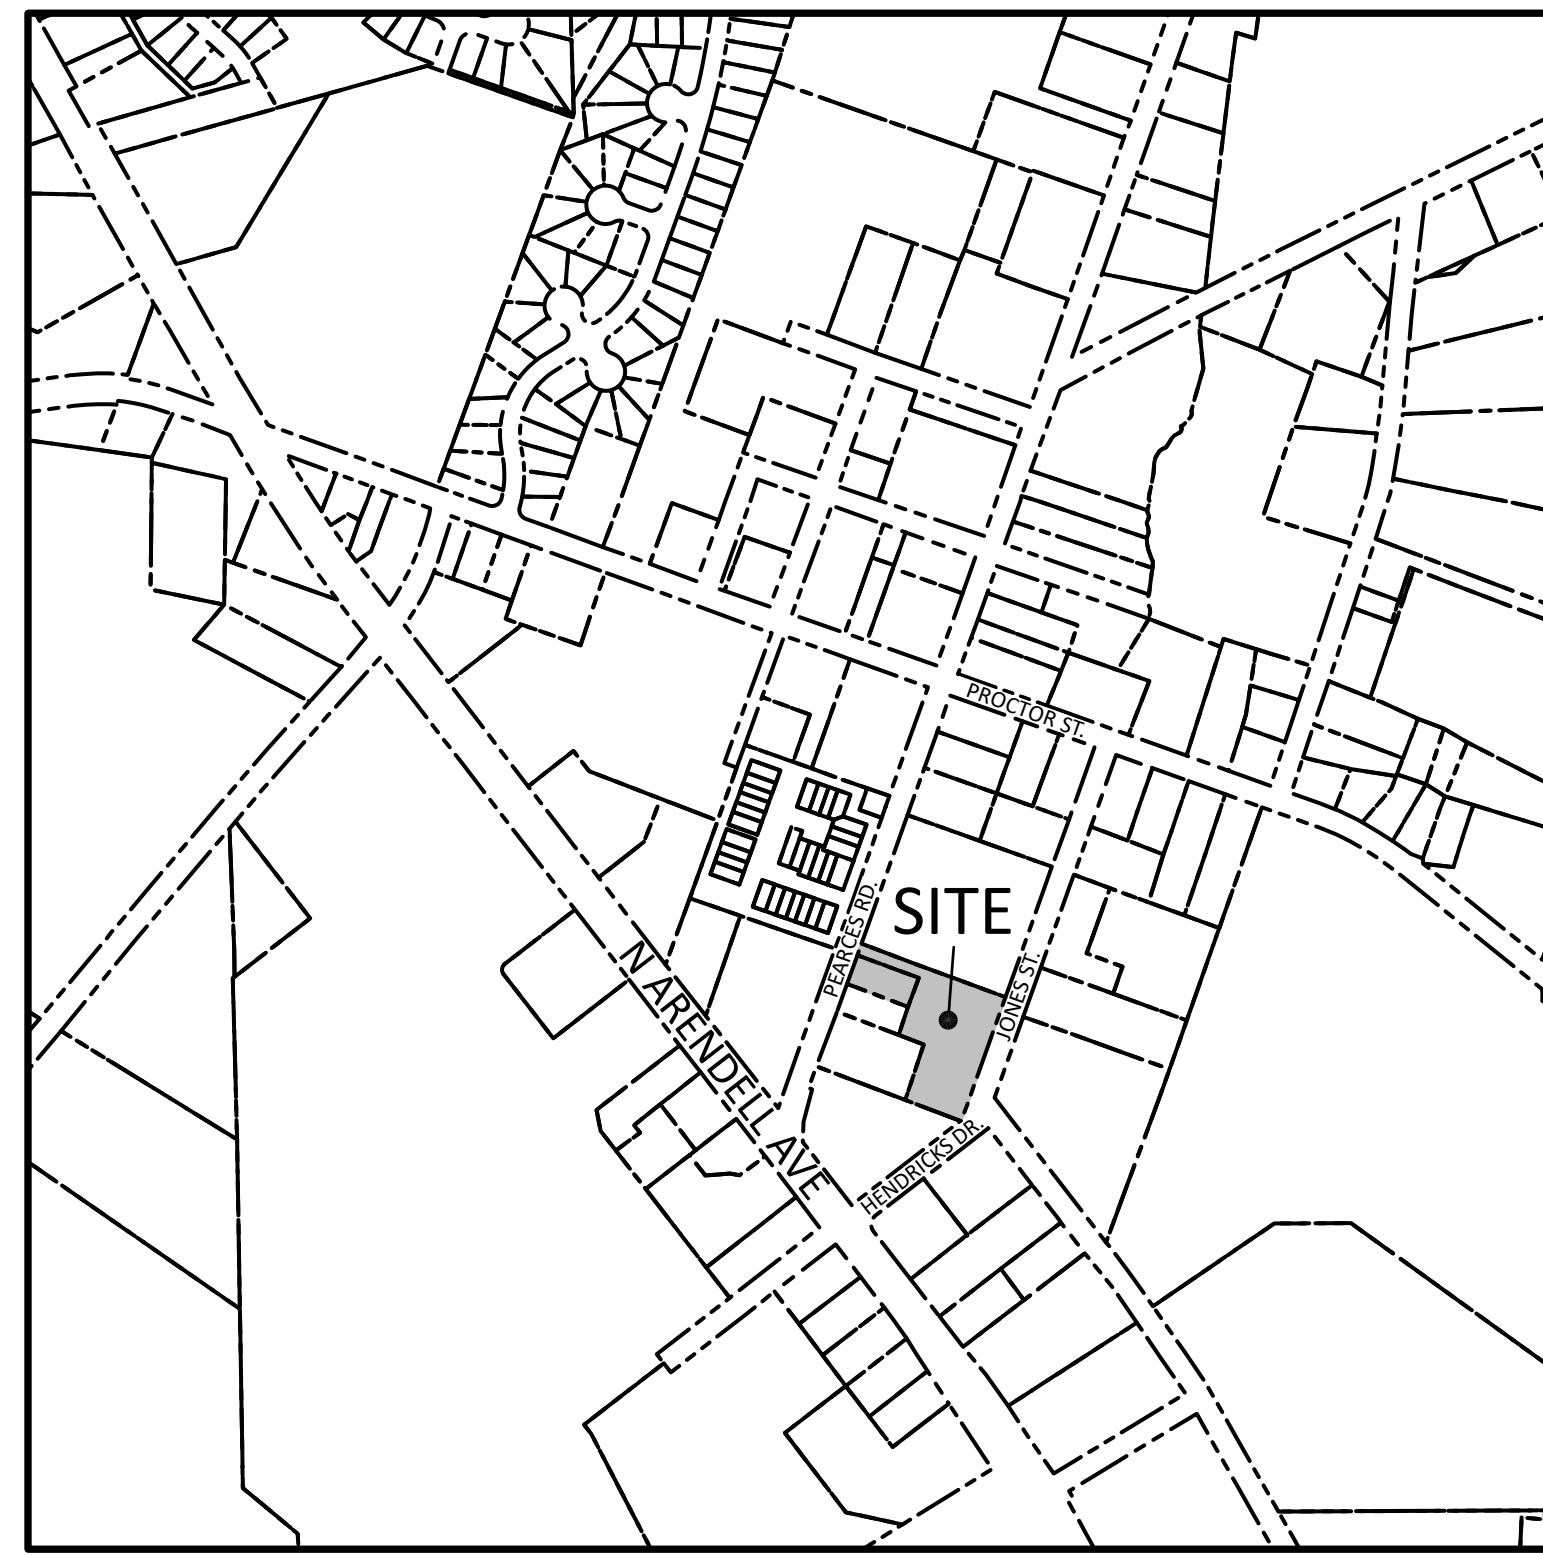 PROCTOR ST.
SITE
PEARCES RD.
JONES ST.
N ARENDELL AVE
HENDRICKS DR.